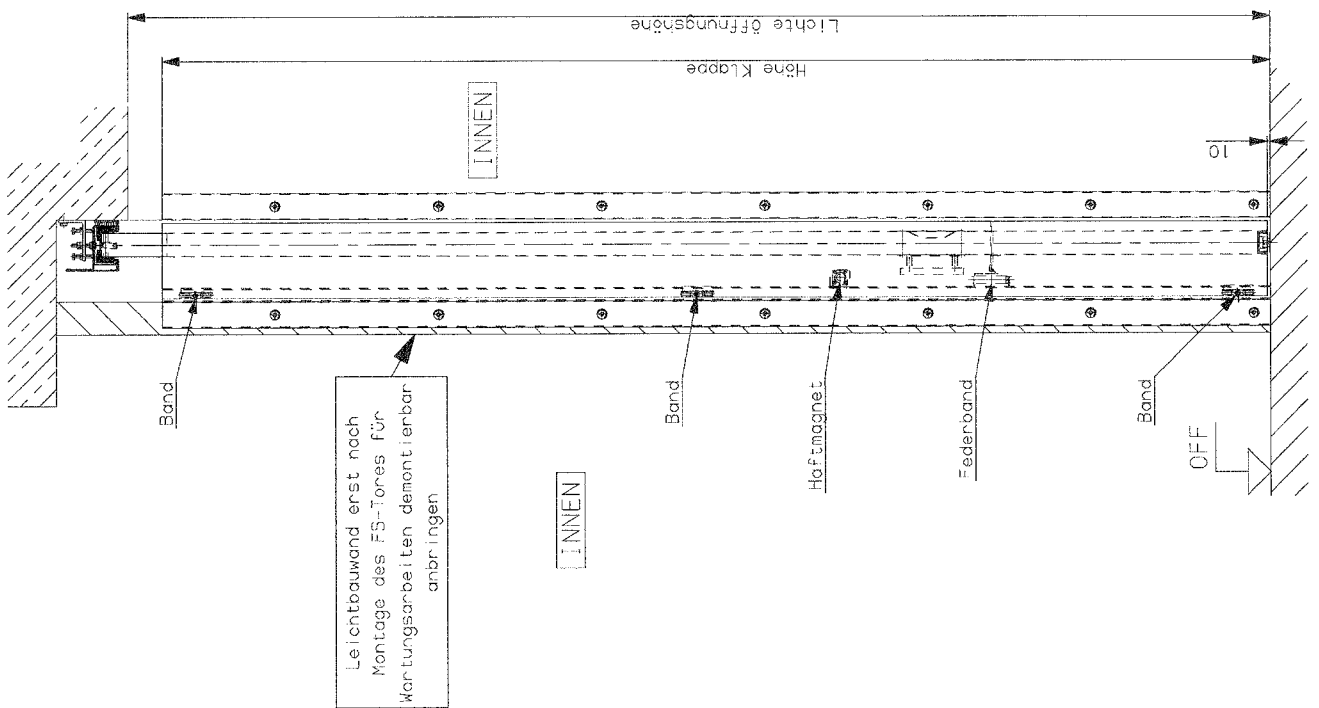 Lichte Öffnungshöhe
Höhe Klappe
INNEN
10
Band
Leichtbauwand erst nach
Montage des FS-Tores für
Wartungsarbeiten demontierbar
anbringen
Band
Haftmagnet
Federband
Band
INNEN
OFF